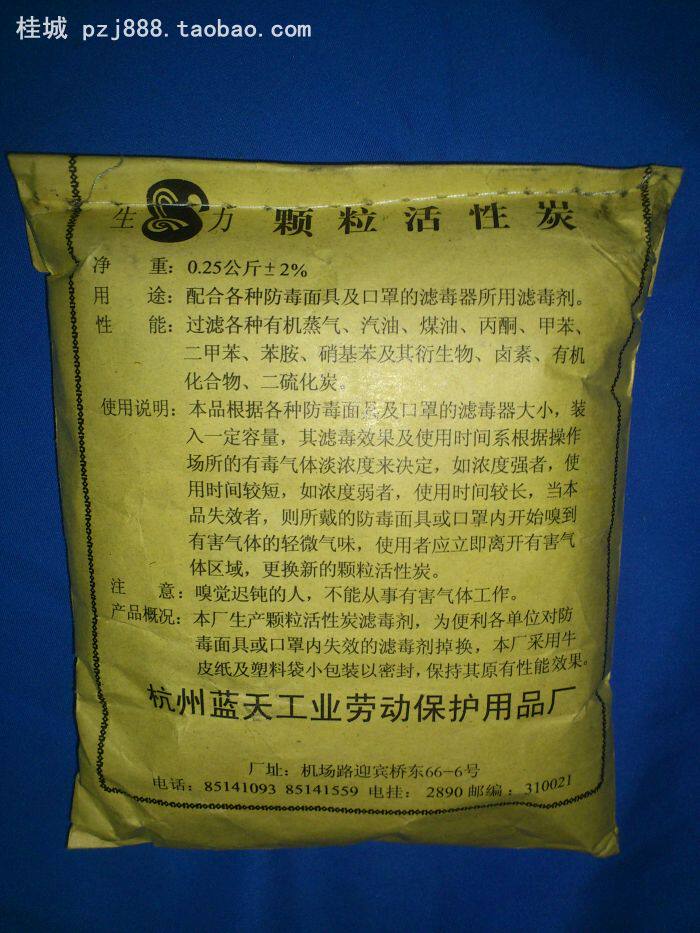 桂城 pzj888.taobao.com
生力 颗粒活性炭
净 重：0.25公斤±2%
用 途：配合各种防毒面具及口罩的滤毒器所用滤毒剂。
性 能：过滤各种有机蒸气、汽油、煤油、丙酮、甲苯、
二甲苯、苯胺、硝基苯及其衍生物、卤素、有机
化合物、二硫化炭。
使用说明：本品根据各种防毒面具及口罩的滤毒器大小，装
入一定容量，其滤毒效果及使用时间系根据操作
场所的有毒气体淡浓度来决定，如浓度强者，使
用时间较短，如浓度弱者，使用时间较长，当本
品失效者，则所戴的防毒面具或口罩内开始嗅到
有害气体的轻微气味，使用者应立即离开有害气
体区域，更换新的颗粒活性炭。
注 意：嗅觉迟钝的人，不能从事有害气体工作。
产品概况：本厂生产颗粒活性炭滤毒剂，为便利各单位对防
毒面具或口罩内失效的滤毒剂掉换，本厂采用牛
皮纸及塑料袋小包装以密封，保持其原有性能效果。
杭州蓝天工业劳动保护用品厂
厂址：机场路迎宾桥东66-6号
电话：85141093 85141559 电挂：2890 邮编：310021